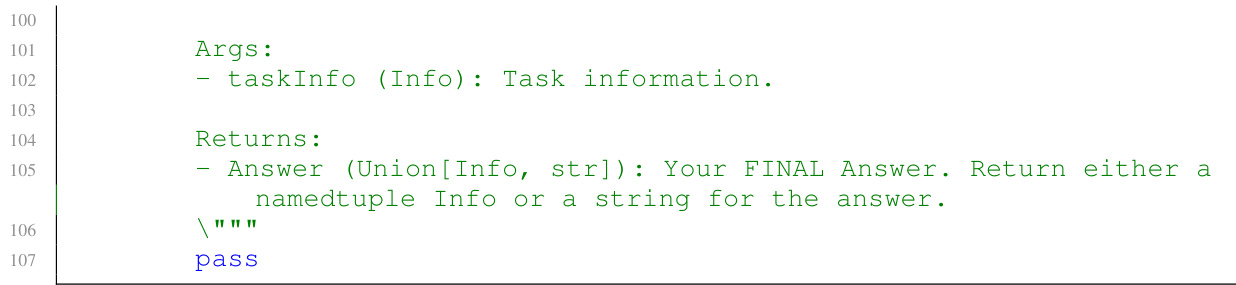 100
101 Args:
102 - taskInfo (Info): Task information.
103
104 Returns:
105 - Answer (Union[Info, str]): Your FINAL Answer. Return either a
namedtuple Info or a string for the answer.
106 \"""
107 pass